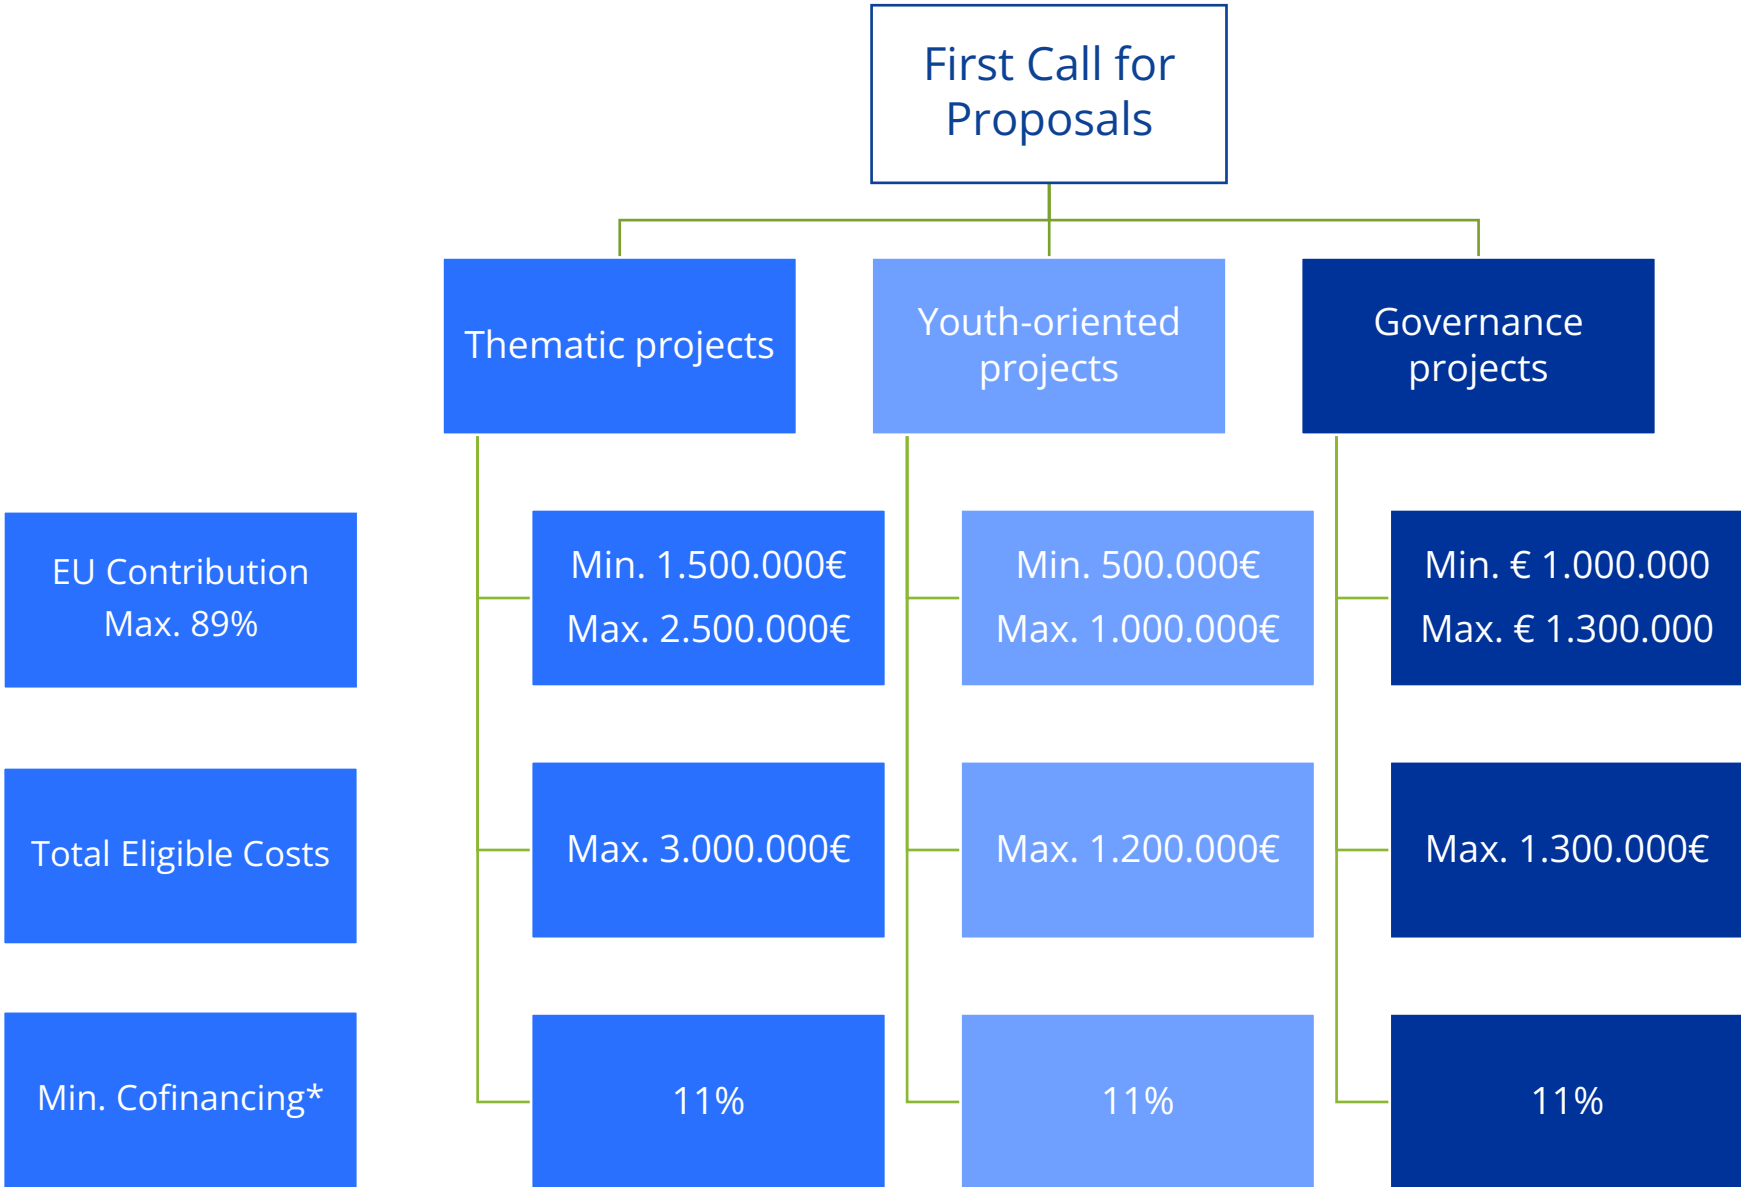 First Call for
Proposals
Thematic projects
Youth-oriented
projects
Governance
projects
EU Contribution
Max. 89%
Min. 1.500.000€
Max. 2.500.000€
Min. 500.000€
Max. 1.000.000€
Min. € 1.000.000
Max. € 1.300.000
Total Eligible Costs
Max. 3.000.000€
Max. 1.200.000€
Max. 1.300.000€
Min. Cofinancing*
11%
11%
11%